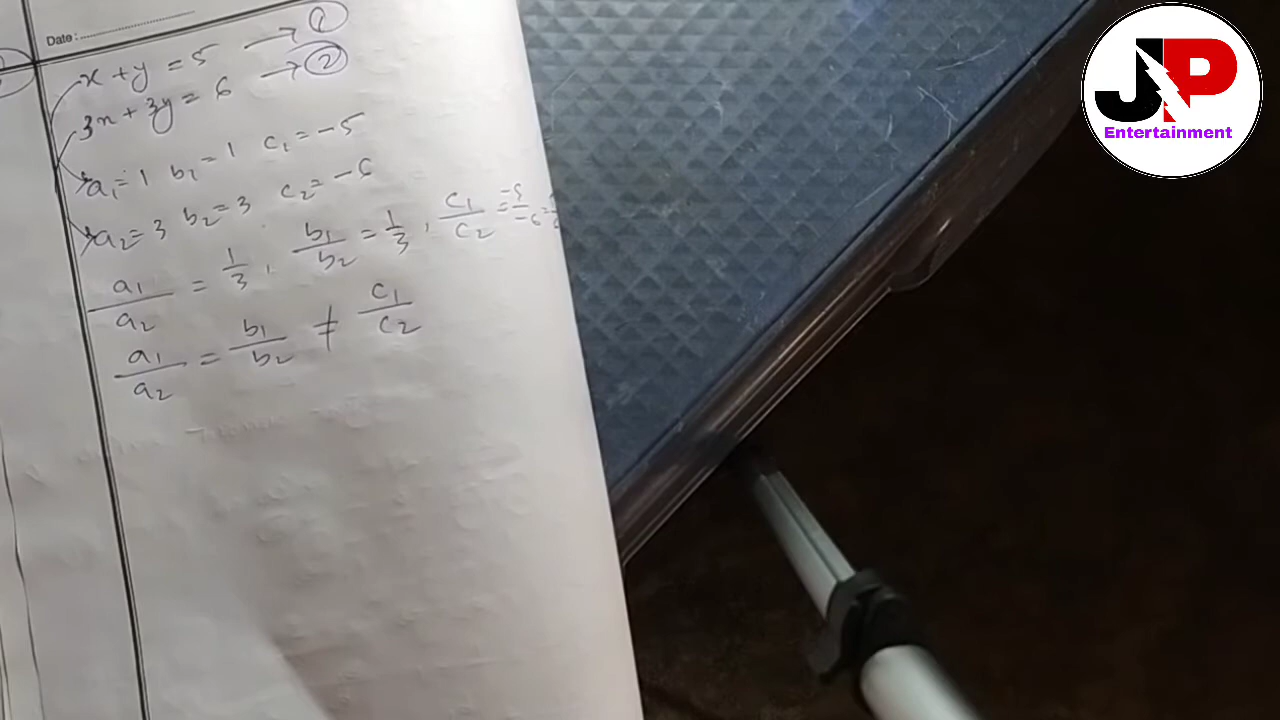 Date :
x + y = 5 → ①
3x + 3y = 6 → ②
a₁ = 1 b₁ = 1 c₁ = -5
a₂ = 3 b₂ = 3 c₂ = -6
a₁/a₂ = 1/3, b₁/b₂ = 1/3, c₁/c₂ = -5/-6 =
a₁/a₂ = b₁/b₂ ≠ c₁/c₂
JP
Entertainment